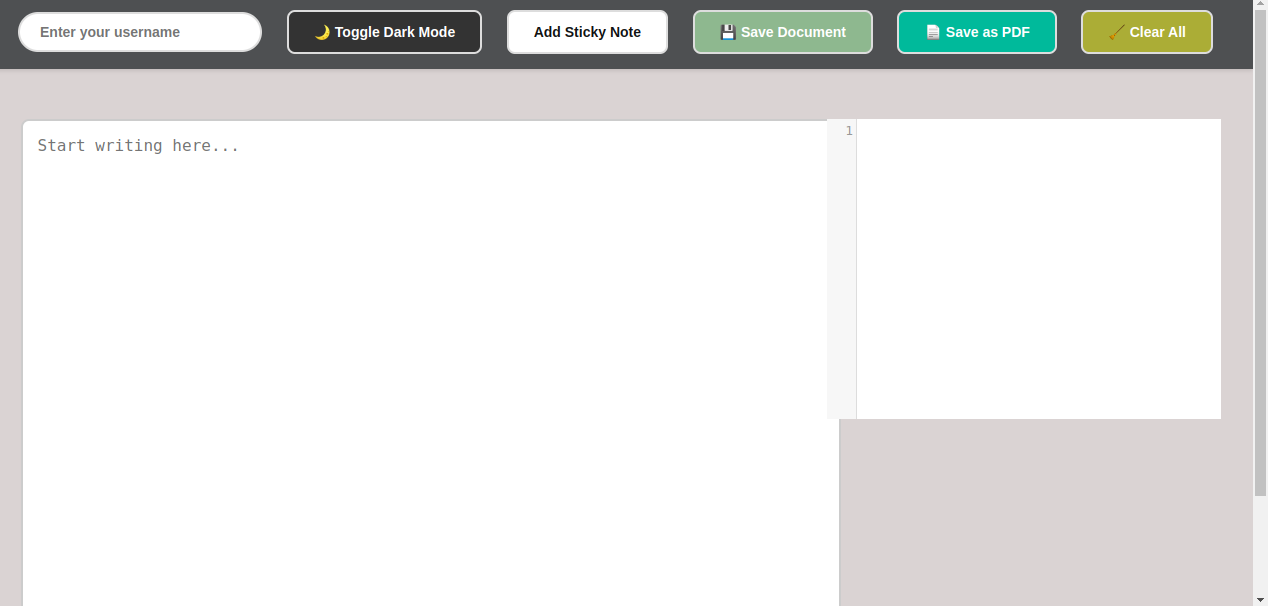 Enter your username
🌙 Toggle Dark Mode
Add Sticky Note
💾 Save Document
📄 Save as PDF
🧹 Clear All
Start writing here...
1